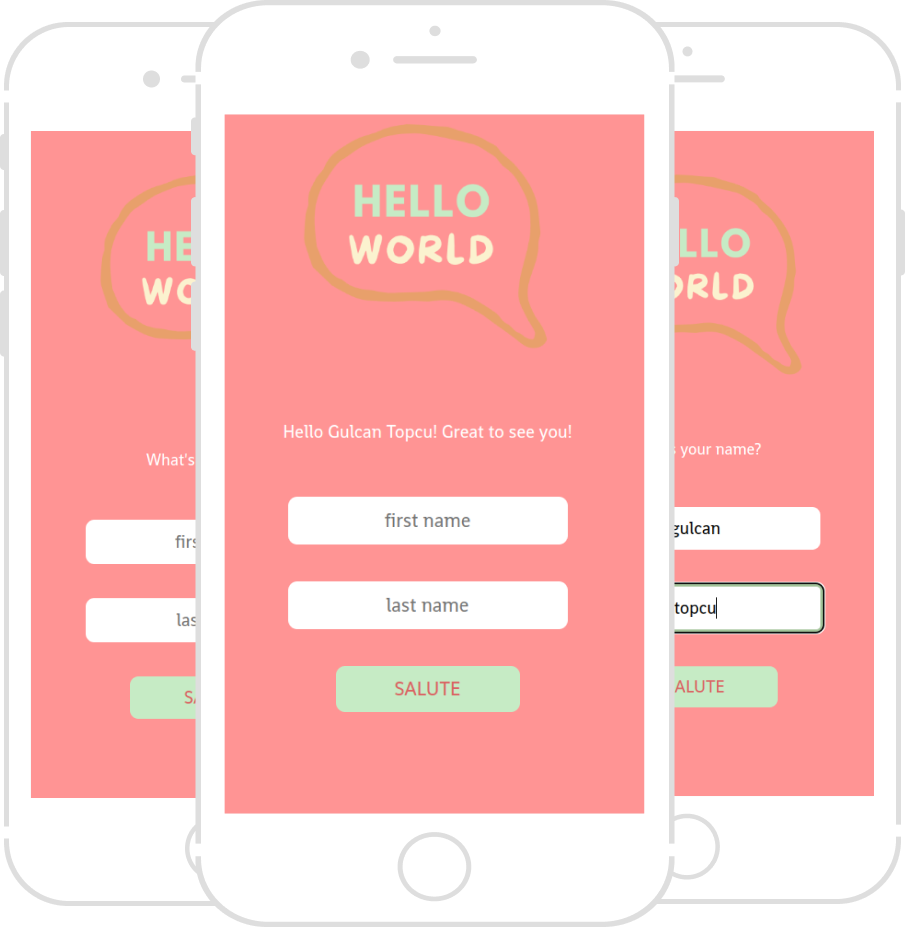 HE
WO
What's
firs
las
SA
HELLO
WORLD
Hello Gulcan Topcu! Great to see you!
first name
last name
SALUTE
LLO
ORLD
s your name?
gulcan
topcu
ALUTE